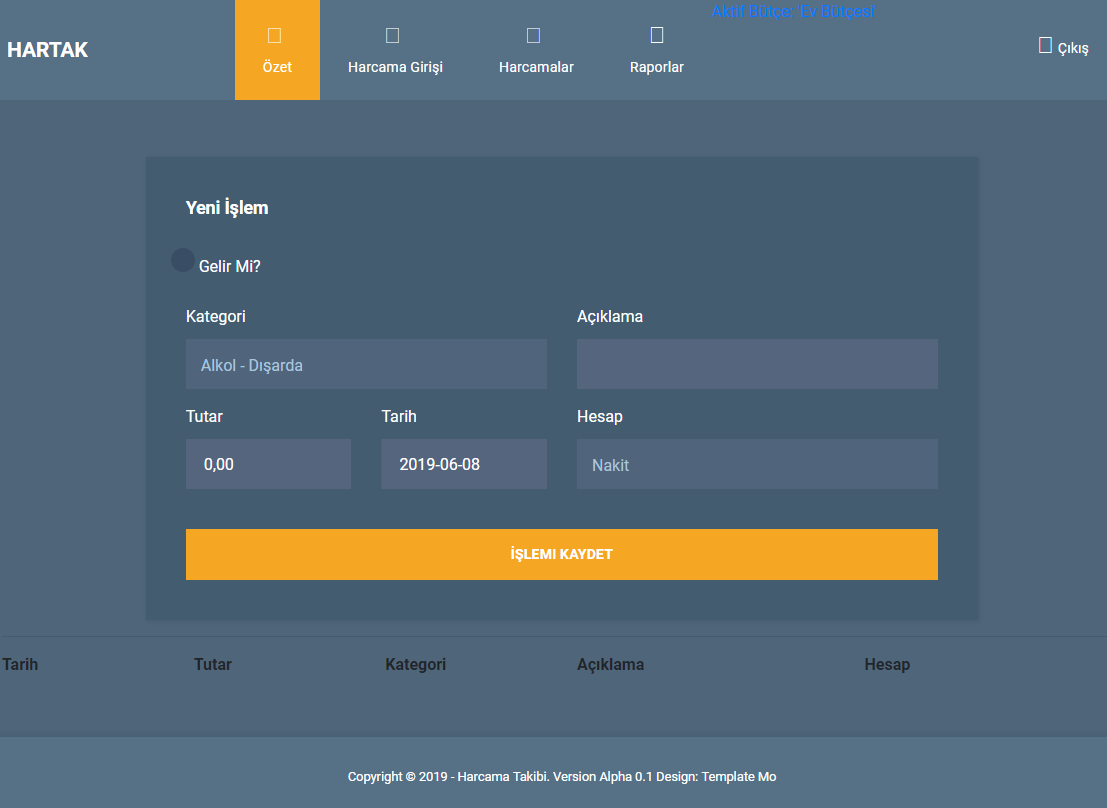 HARTAK
Özet
Harcama Girişi
Harcamalar
Raporlar
Aktif Bütçe: 'Ev Bütçesi'
Çıkış
Yeni İşlem
Gelir Mi?
Kategori
Açıklama
Alkol - Dışarda
Tutar
Tarih
Hesap
0,00
2019-06-08
Nakit
İŞLEMI KAYDET
Tarih
Tutar
Kategori
Açıklama
Hesap
Copyright © 2019 - Harcama Takibi. Version Alpha 0.1 Design: Template Mo